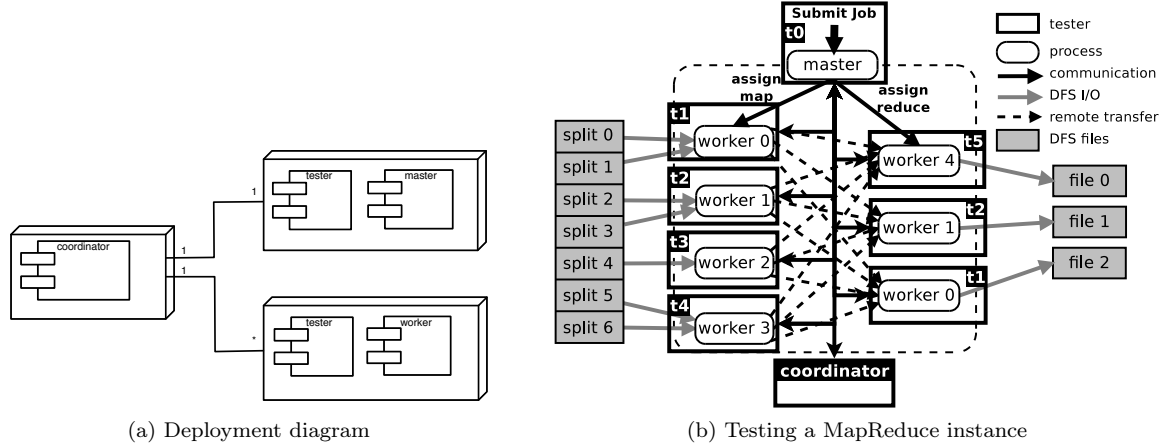 coordinator
1
1
1
*
tester
master
tester
worker
(a) Deployment diagram
Submit Job
t0
master
assign
map
assign
reduce
split 0
split 1
split 2
split 3
split 4
split 5
split 6
t1
worker 0
t2
worker 1
t3
worker 2
t4
worker 3
t5
worker 4
t2
worker 1
t1
worker 0
file 0
file 1
file 2
coordinator
tester
process
communication
DFS I/O
remote transfer
DFS files
(b) Testing a MapReduce instance